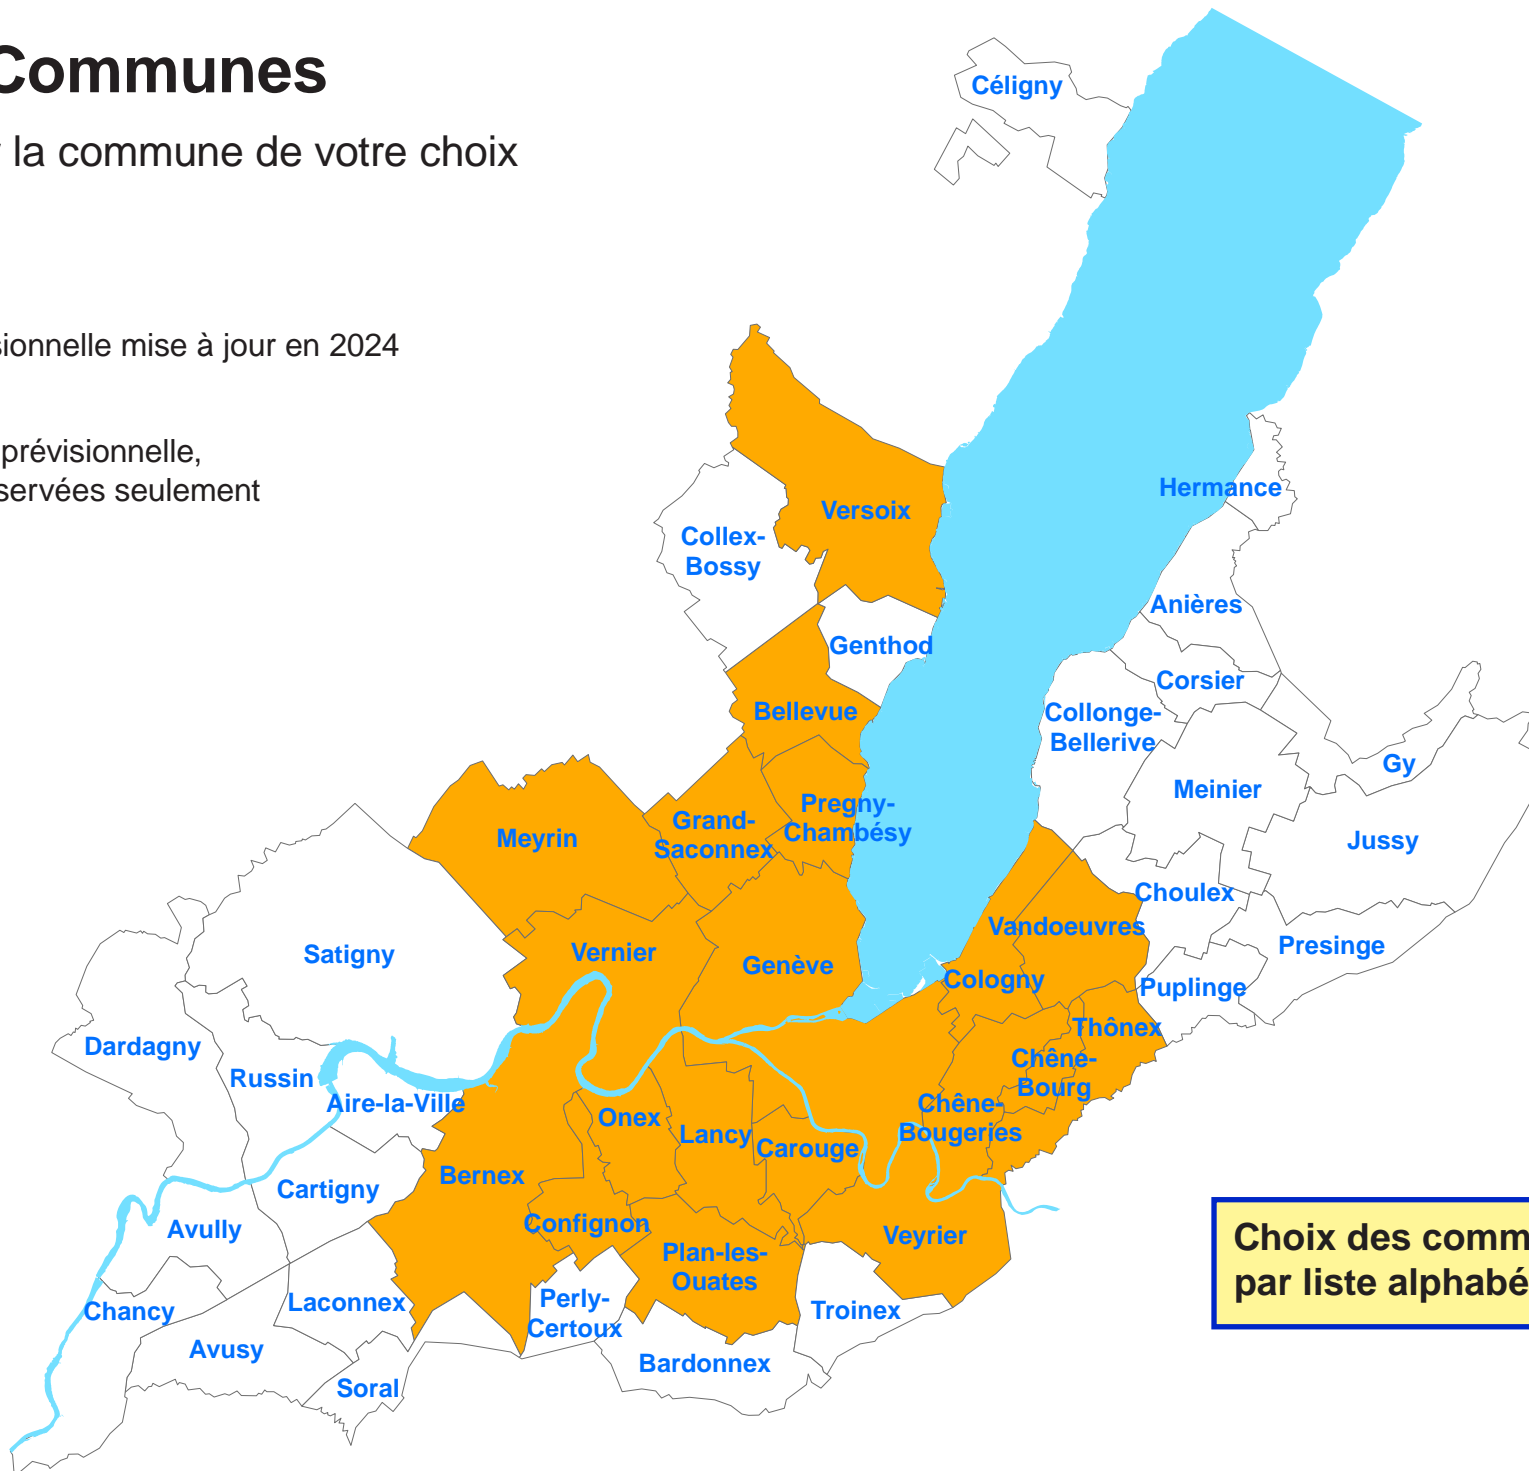 Communes
la commune de votre choix
sionnelle mise à jour en 2024
prévisionnelle,
servées seulement
Céligny
Hermance
Versoix
Collex-
Bossy
Anières
Genthod
Corsier
Bellevue
Collonge-
Bellerive
Gy
Meinier
Pregny-
Chambésy
Grand-
Saconnex
Meyrin
Jussy
Choulex
Vandoeuvres
Presinge
Satigny
Vernier
Genève
Cologny
Puplinge
Thônex
Dardagny
Chêne-
Bourg
Russin
Aire-la-Ville
Onex
Chêne-
Bougeries
Lancy
Carouge
Bernex
Cartigny
Avully
Confignon
Veyrier
Plan-les-
Ouates
Choix des comm
par liste alphabé
Chancy
Laconnex
Perly-
Certoux
Troinex
Avusy
Bardonnex
Soral